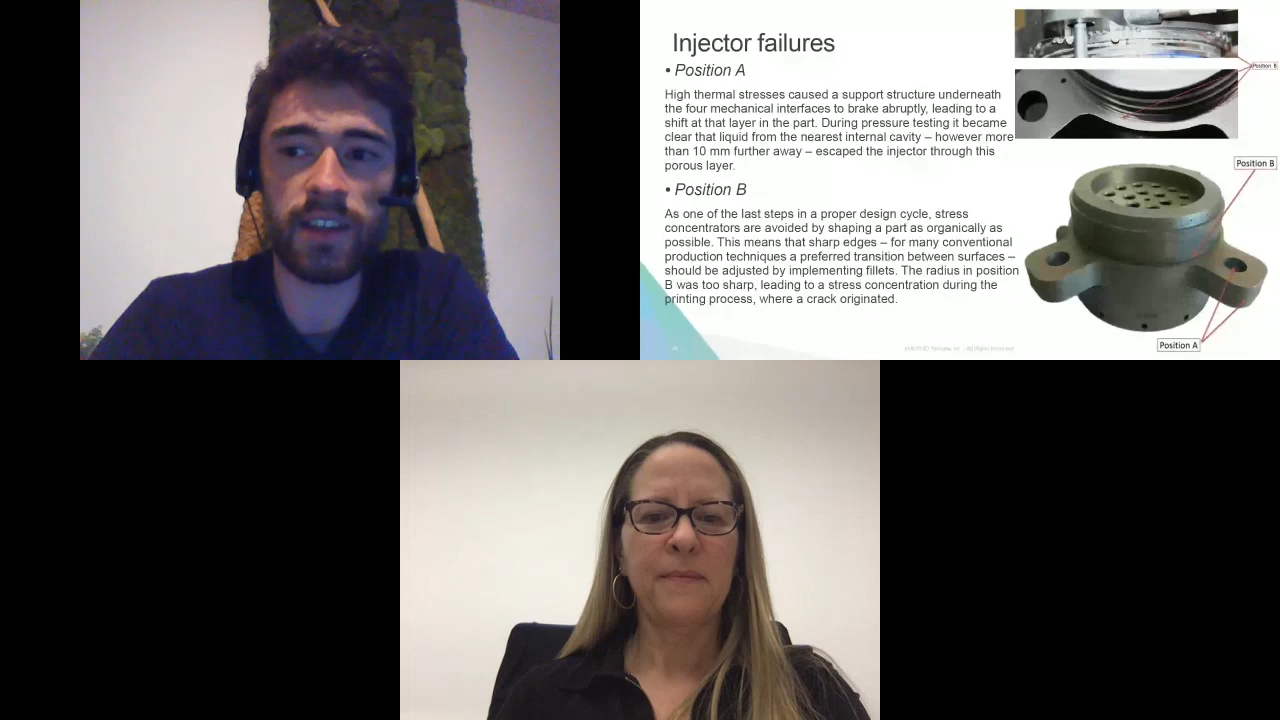 Injector failures
• Position A
High thermal stresses caused a support structure underneath
the four mechanical interfaces to brake abruptly, leading to a
shift at that layer in the part. During pressure testing it became
clear that liquid from the nearest internal cavity – however more
than 10 mm further away – escaped the injector through this
porous layer.
• Position B
As one of the last steps in a proper design cycle, stress
concentrators are avoided by shaping a part as organically as
possible. This means that sharp edges – for many conventional
production techniques a preferred transition between surfaces –
should be adjusted by implementing fillets. The radius in position
B was too sharp, leading to a stress concentration during the
printing process, where a crack originated.
Position B
Position B
Position A